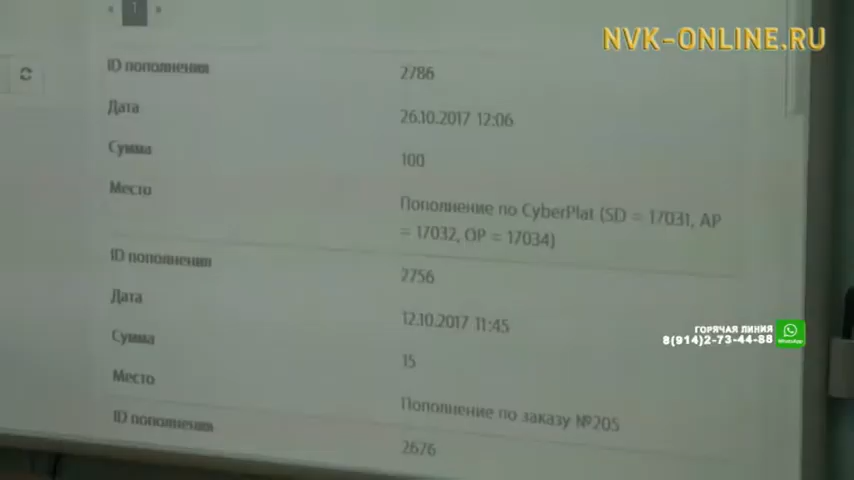 1
NVK-ONLINE.RU
ID пополнения 2786
Дата 26.10.2017 12:06
Сумма 100
Место Пополнение по CyberPlat (SD = 17031, AP
= 17032, OP = 17034)
ID пополнения 2756
Дата 12.10.2017 11:45
Сумма 15
Место Пополнение по заказу №205
ID пополнения 2676
ГОРЯЧАЯ ЛИНИЯ
8(914)2-73-44-88
WhatsApp